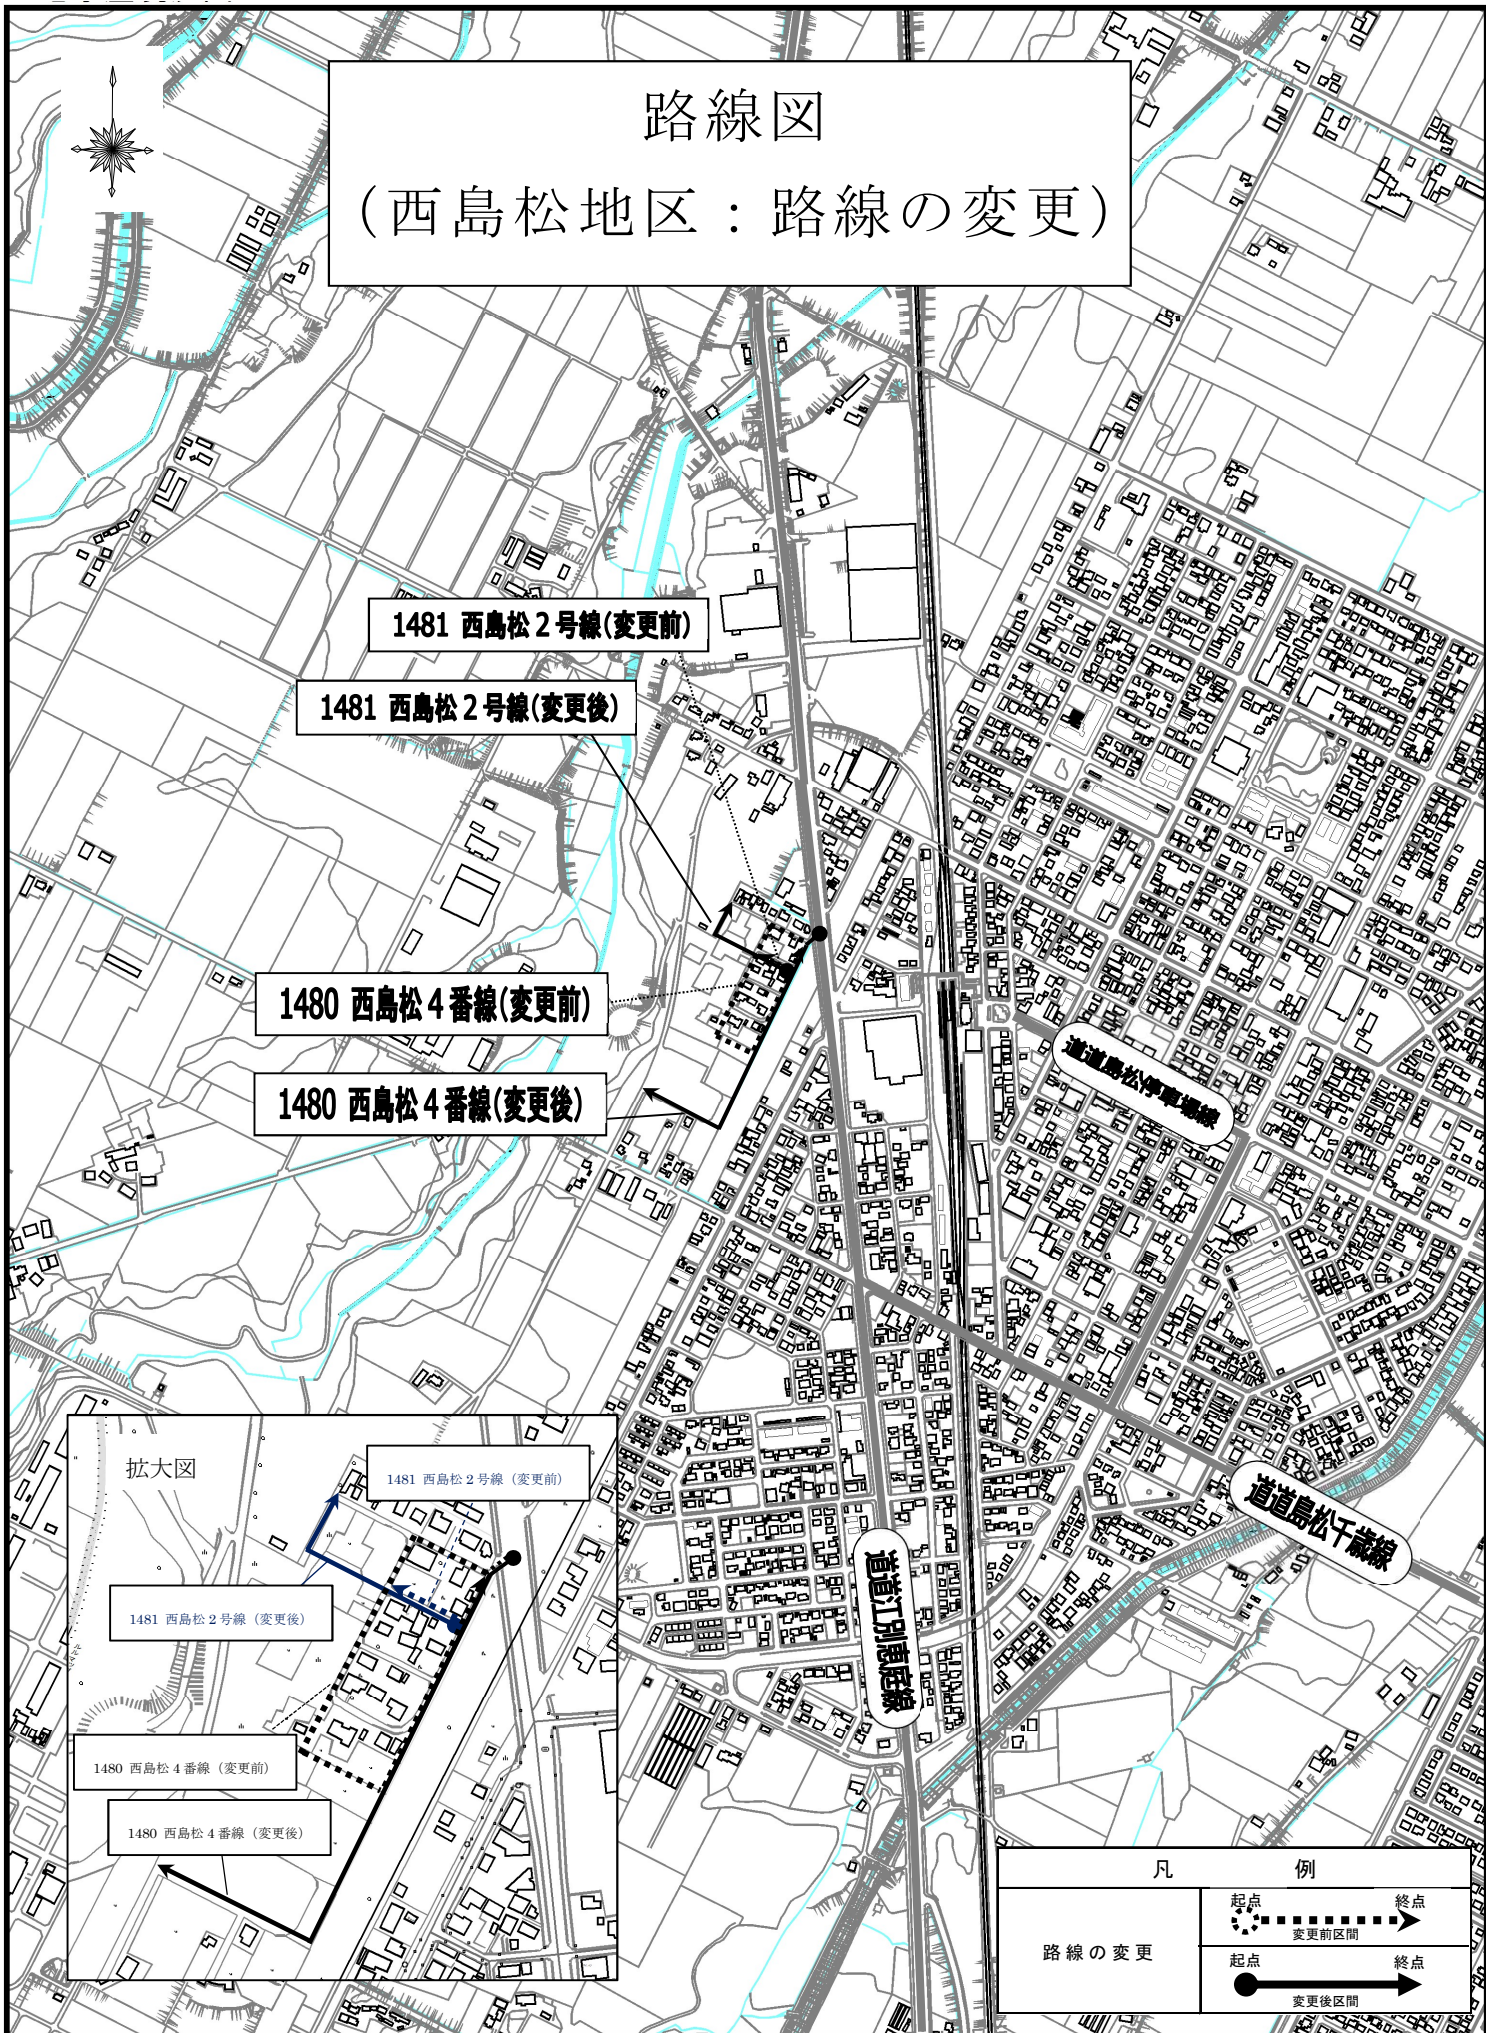 路線図
（西島松地区：路線の変更）
1481 西島松２号線(変更前)
1481 西島松２号線(変更後)
1480 西島松４番線(変更前)
1480 西島松４番線(変更後)
道道島松停車場線
道道島松千歳線
道道江別恵庭線
拡大図
1481 西島松２号線（変更前）
1481 西島松２号線（変更後）
1480 西島松４番線（変更前）
1480 西島松４番線（変更後）
凡例
路線の変更
起点 終点
変更前区間
起点 終点
変更後区間